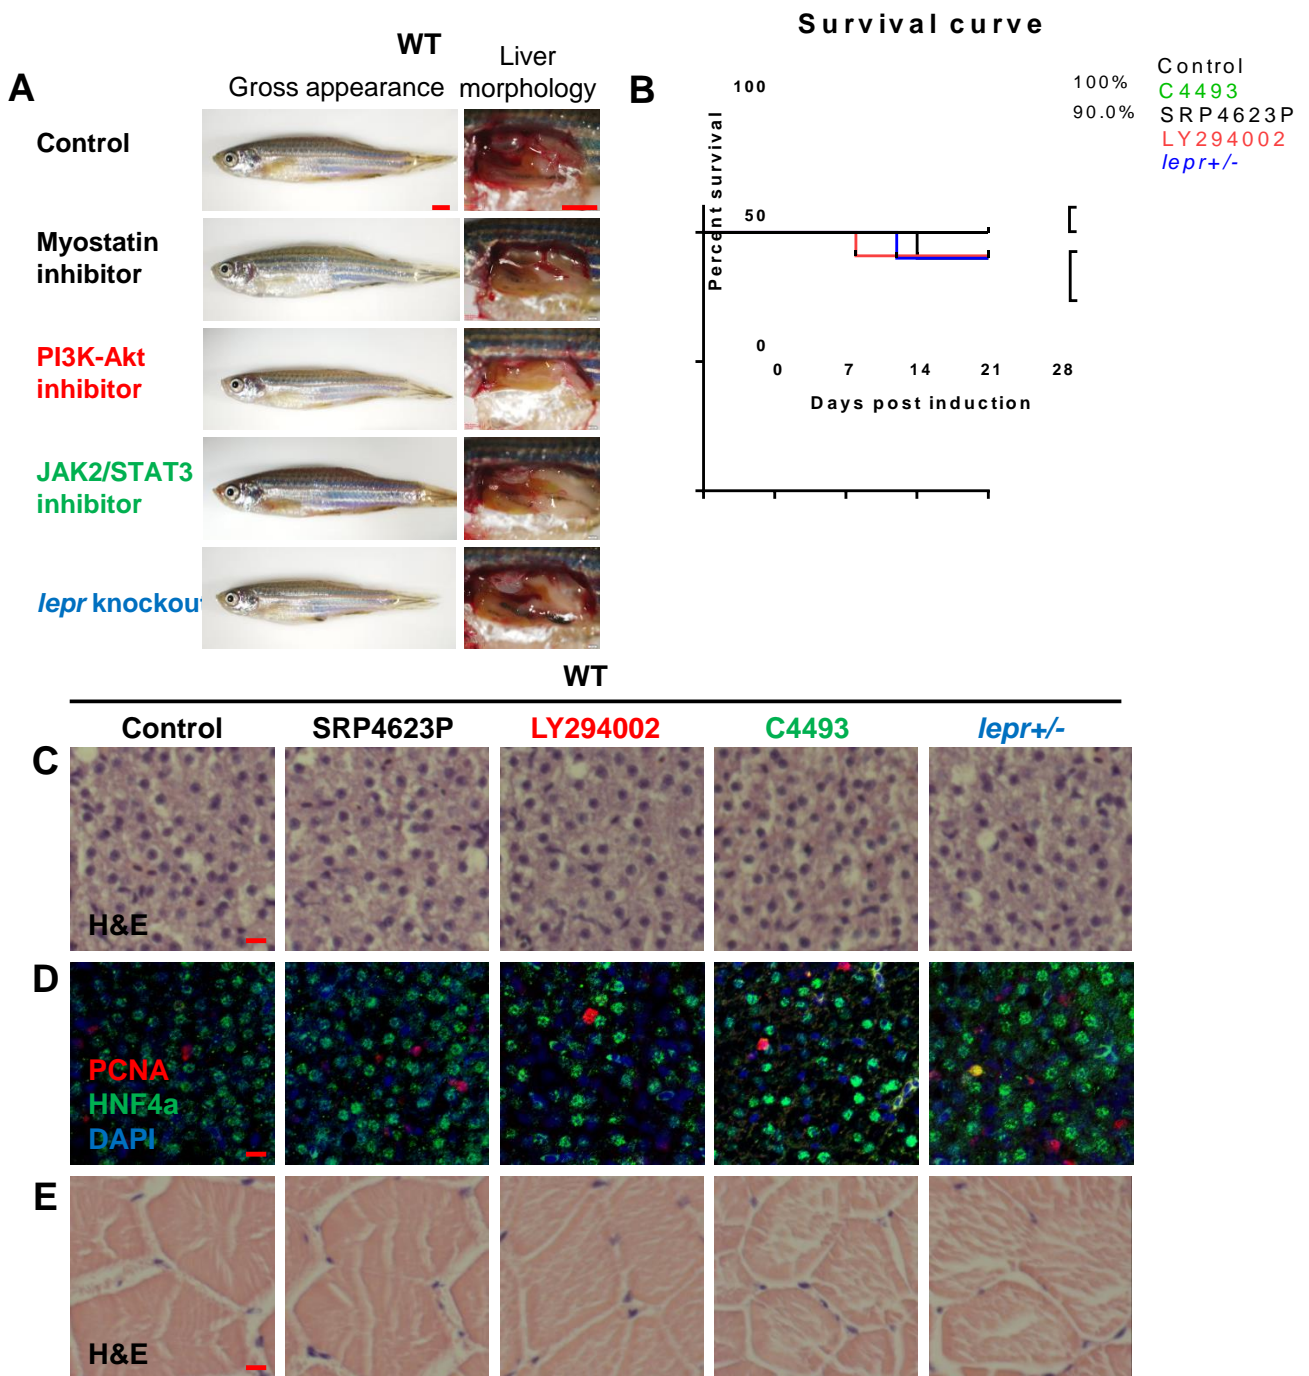 WT
A
Gross appearance
Liver
morphology
Control
Myostatin
inhibitor
PI3K-Akt
inhibitor
JAK2/STAT3
inhibitor
lepr knockout
Survival curve
B
Percent survival
100
50
0
0 7 14 21 28
Days post induction
100%
90.0%
Control
C4493
SRP4623P
LY294002
lepr+/-
WT
Control SRP4623P LY294002 C4493 lepr+/-
C
H&E
D
PCNA
HNF4a
DAPI
E
H&E